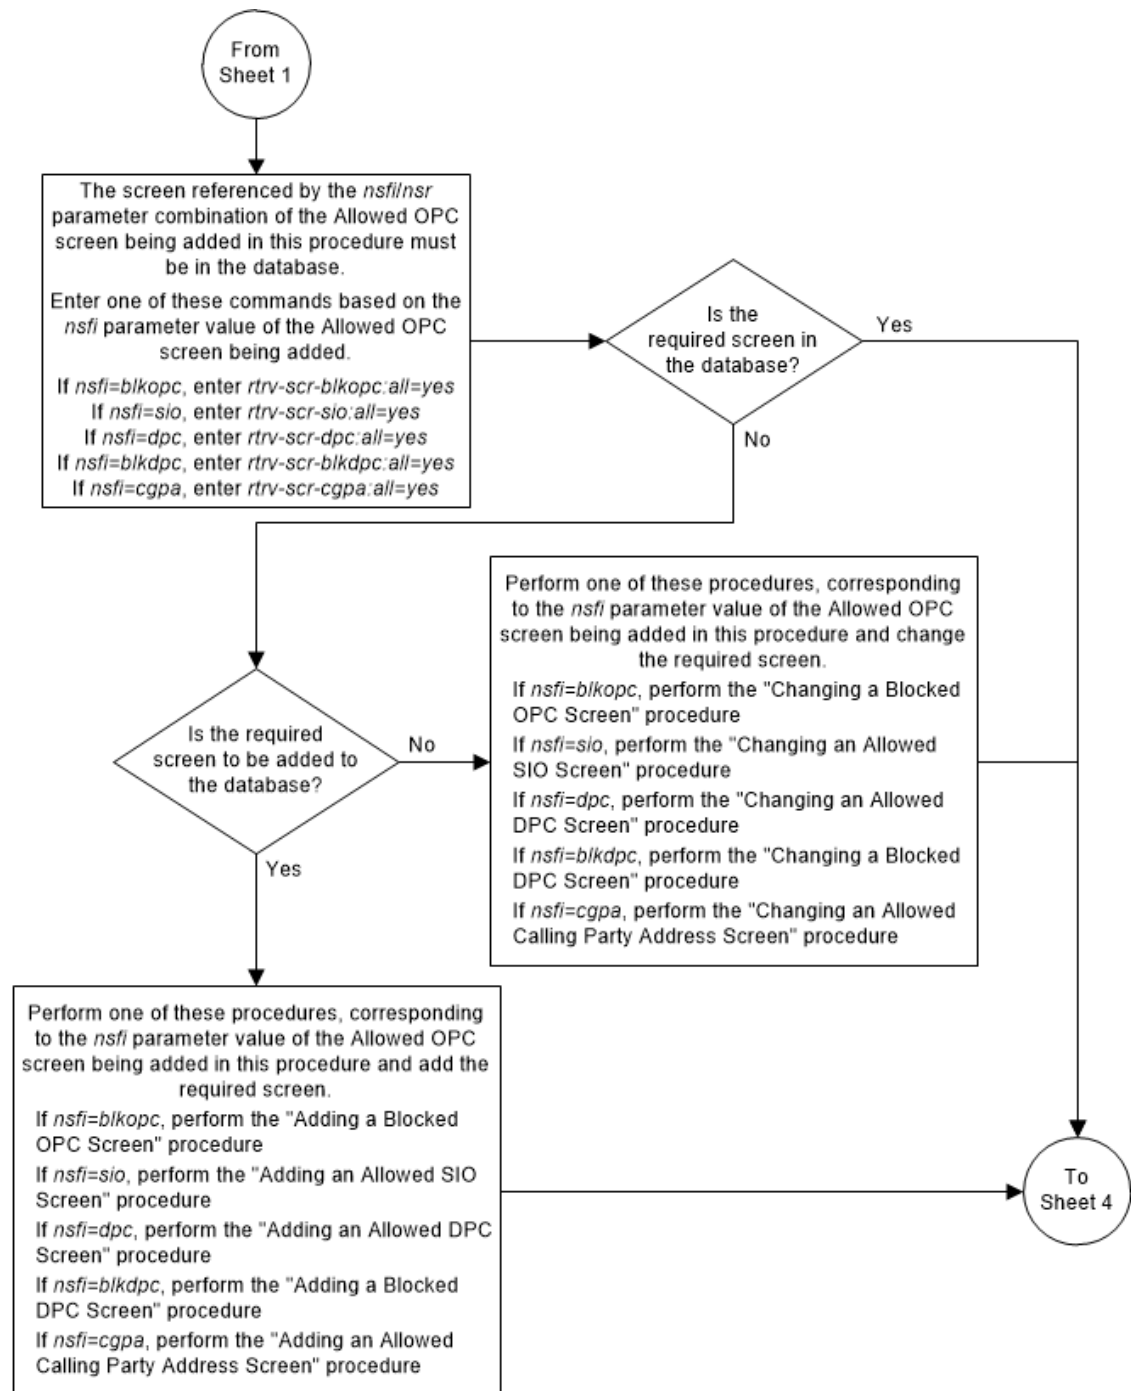 From
Sheet 1
The screen referenced by the nsfi/nsr
parameter combination of the Allowed OPC
screen being added in this procedure must
be in the database.
Enter one of these commands based on the
nsfi parameter value of the Allowed OPC
screen being added.
If nsfi=blkopc, enter rtrv-scr-blkopc:all=yes
If nsfi=sio, enter rtrv-scr-sio:all=yes
If nsfi=dpc, enter rtrv-scr-dpc:all=yes
If nsfi=blkdpc, enter rtrv-scr-blkdpc:all=yes
If nsfi=cgpa, enter rtrv-scr-cgpa:all=yes
Is the
required screen in
the database?
Yes
No
Is the required
screen to be added to
the database?
No
Yes
Perform one of these procedures, corresponding
to the nsfi parameter value of the Allowed OPC
screen being added in this procedure and change
the required screen.
If nsfi=blkopc, perform the "Changing a Blocked
OPC Screen" procedure
If nsfi=sio, perform the "Changing an Allowed
SIO Screen" procedure
If nsfi=dpc, perform the "Changing an Allowed
DPC Screen" procedure
If nsfi=blkdpc, perform the "Changing a Blocked
DPC Screen" procedure
If nsfi=cgpa, perform the "Changing an Allowed
Calling Party Address Screen" procedure
Perform one of these procedures, corresponding
to the nsfi parameter value of the Allowed OPC
screen being added in this procedure and add the
required screen.
If nsfi=blkopc, perform the "Adding a Blocked
OPC Screen" procedure
If nsfi=sio, perform the "Adding an Allowed SIO
Screen" procedure
If nsfi=dpc, perform the "Adding an Allowed DPC
Screen" procedure
If nsfi=blkdpc, perform the "Adding a Blocked
DPC Screen" procedure
If nsfi=cgpa, perform the "Adding an Allowed
Calling Party Address Screen" procedure
To
Sheet 4